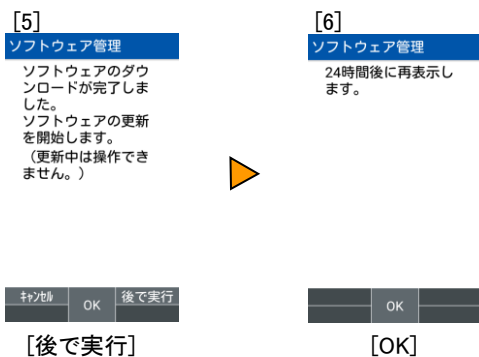 [5]
ソフトウェア管理
ソフトウェアのダウ
ンロードが完了しま
した。
ソフトウェアの更新
を開始します。
（更新中は操作でき
ません。）
ｷｬﾝｾﾙ
OK
後で実行
[後で実行]
[6]
ソフトウェア管理
24時間後に再表示し
ます。
OK
[OK]